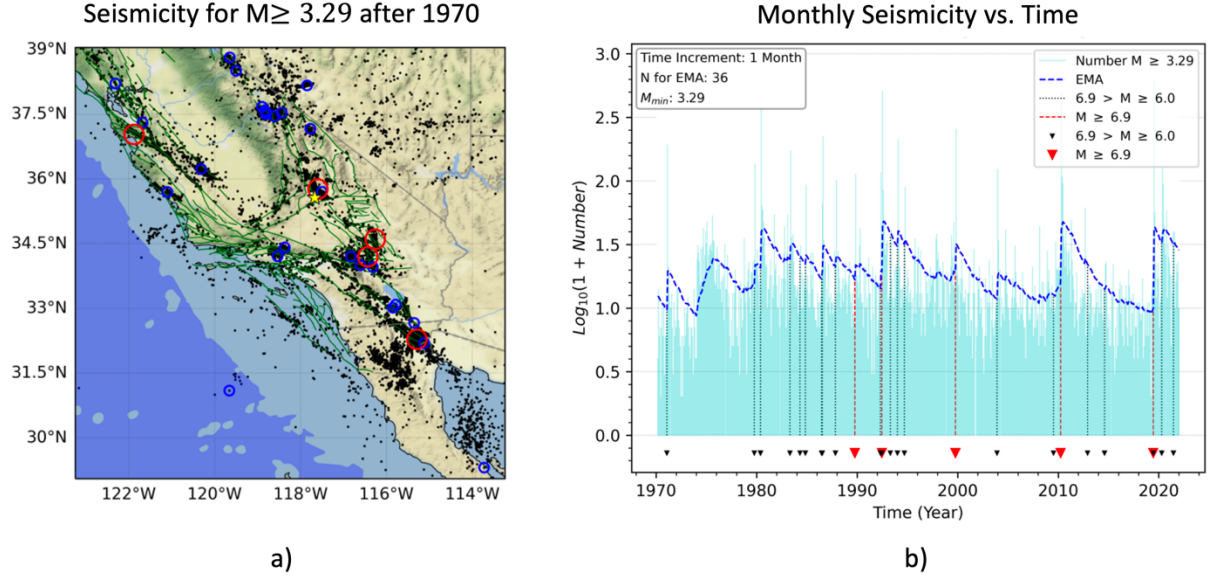 Seismicity for M≥ 3.29 after 1970
39°N
37.5°N
36°N
34.5°N
33°N
31.5°N
30°N
122°W
120°W
118°W
116°W
114°W
a)
Monthly Seismicity vs. Time
Time Increment: 1 Month
N for EMA: 36
Mmin: 3.29
Number M ≥ 3.29
EMA
6.9 > M ≥ 6.0
M ≥ 6.9
6.9 > M ≥ 6.0
M ≥ 6.9
Log10(1 + Number)
3.0
2.5
2.0
1.5
1.0
0.5
0.0
1970
1980
1990
2000
2010
2020
Time (Year)
b)